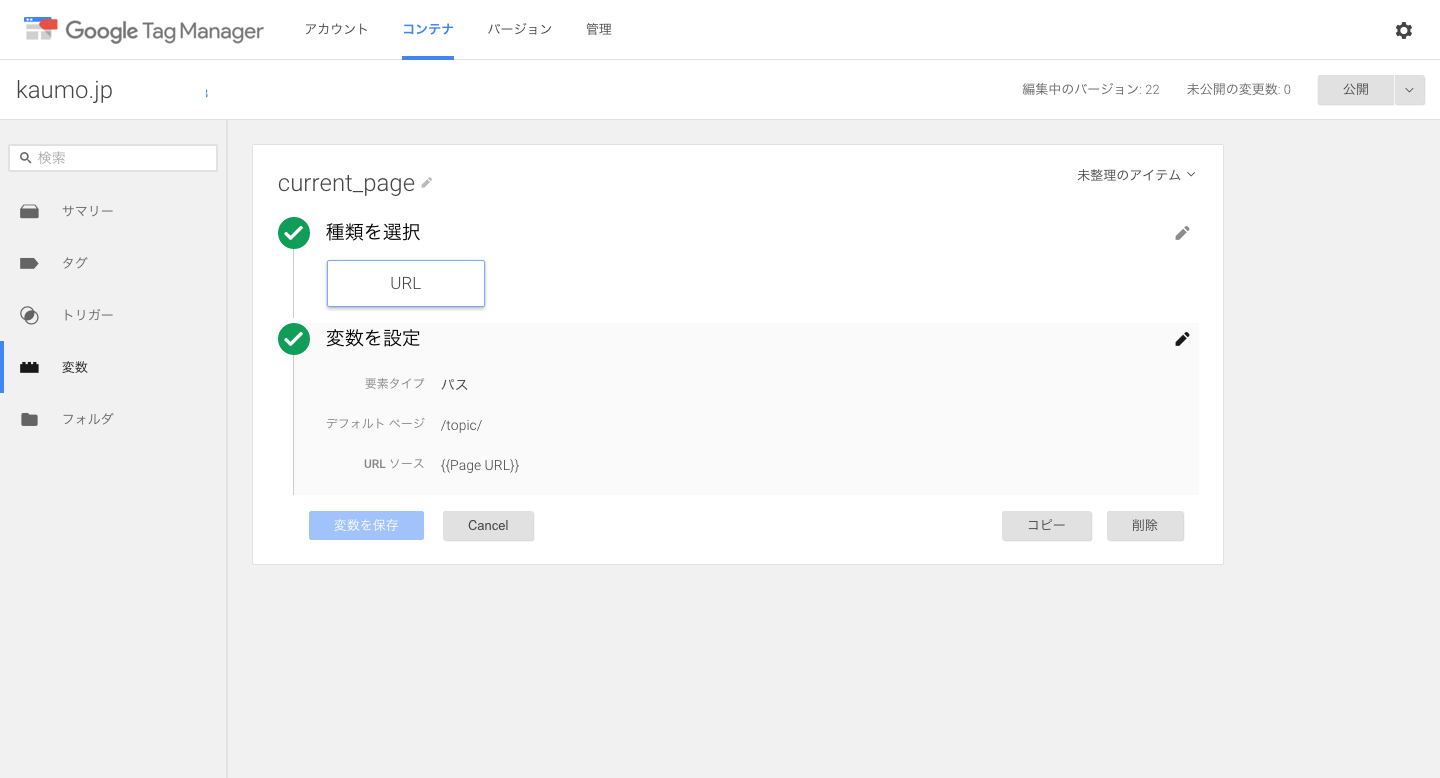 Google Tag Manager アカウント コンテナ バージョン 管理
kaumo.jp 編集中のバージョン: 22 未公開の変更数: 0 公開
検索
サマリー
タグ
トリガー
変数
フォルダ
current_page 未整理のアイテム
種類を選択
URL
変数を設定
要素タイプ パス
デフォルト ページ /topic/
URL ソース {{Page URL}}
変数を保存 Cancel コピー 削除